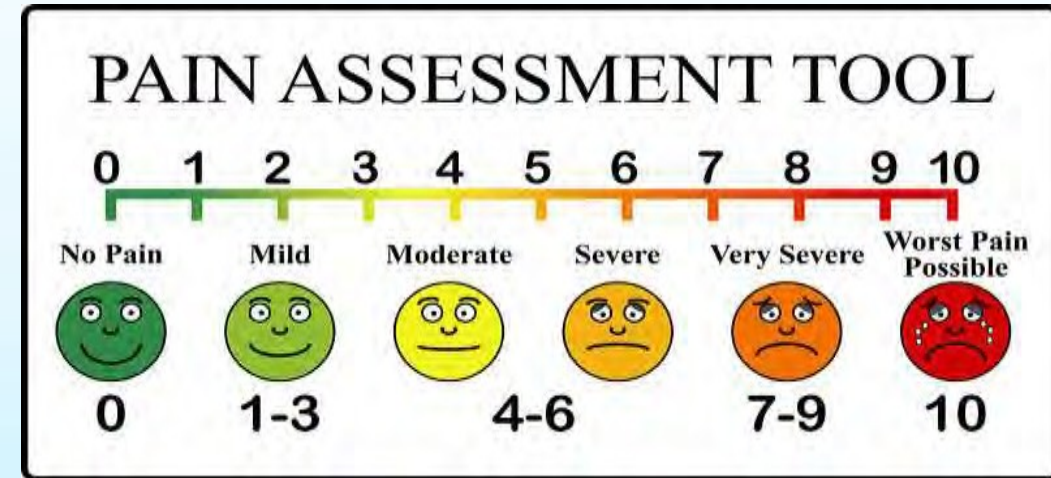 PAIN ASSESSMENT TOOL
0 1 2 3 4 5 6 7 8 9 10
No Pain Mild Moderate Severe Very Severe Worst Pain
Possible
0 1-3 4-6 7-9 10